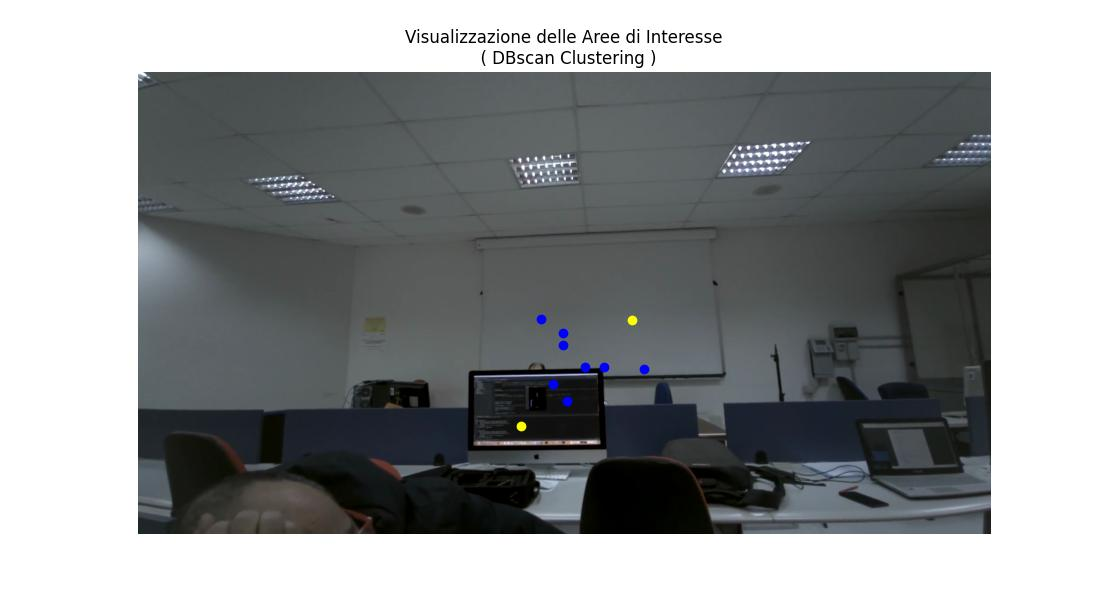 Visualizzazione delle Aree di Interesse
( DBscan Clustering )